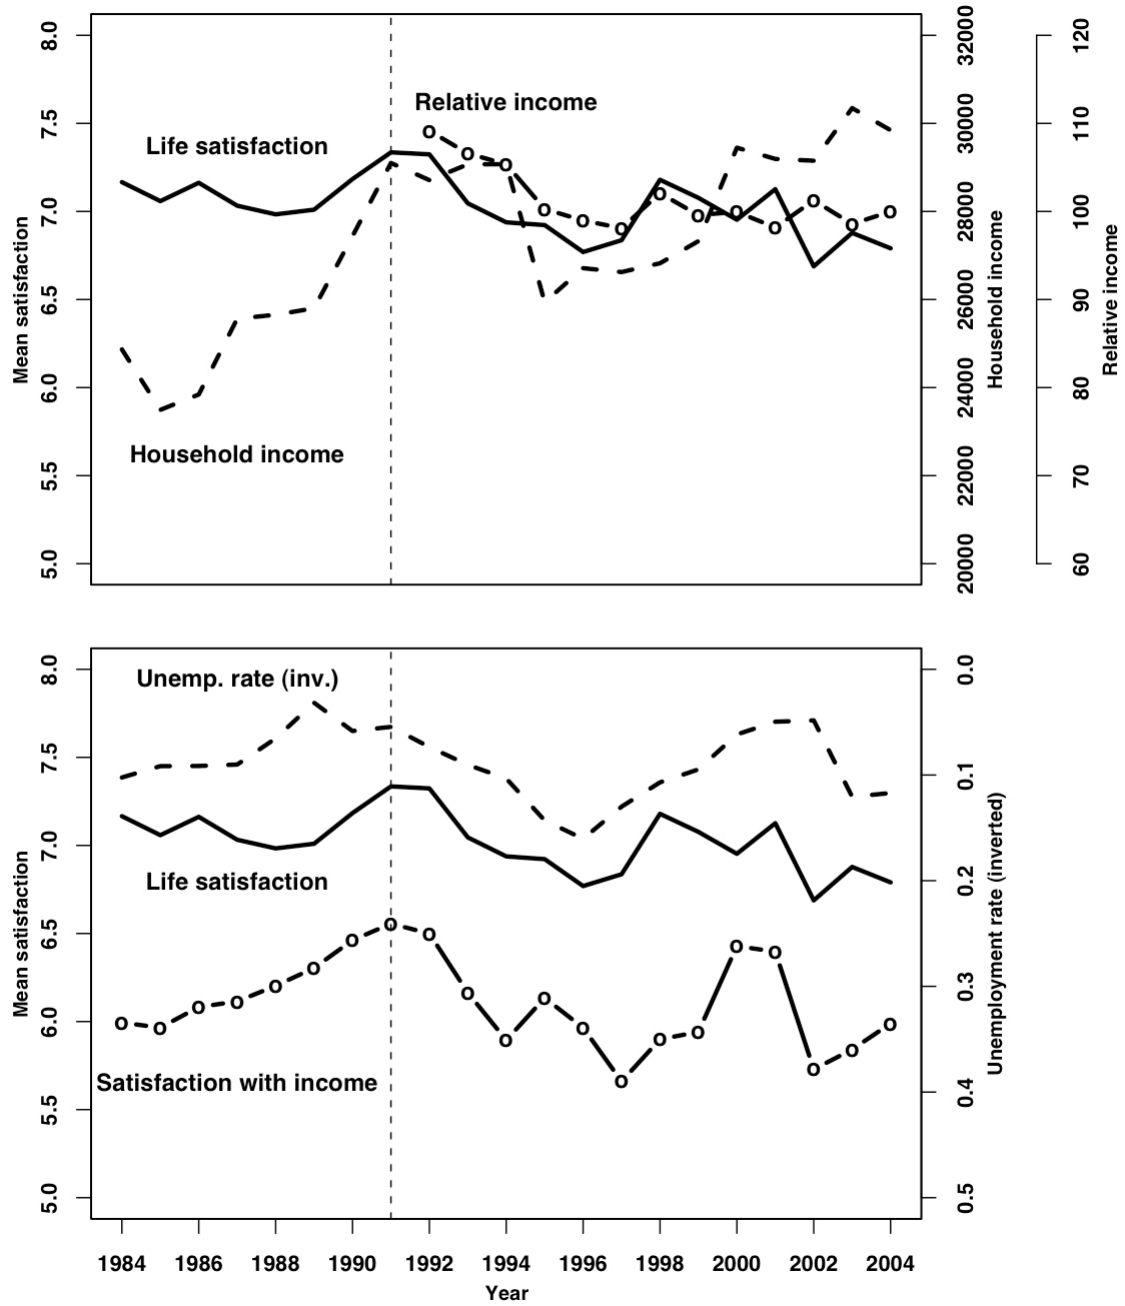 Relative income
Life satisfaction
Household income
Mean satisfaction
5.0 5.5 6.0 6.5 7.0 7.5 8.0
20000 22000 24000 26000 28000 30000 32000
Household income
60 70 80 90 100 110 120
Relative income
Unemp. rate (inv.)
Life satisfaction
Satisfaction with income
Mean satisfaction
5.0 5.5 6.0 6.5 7.0 7.5 8.0
0.5 0.4 0.3 0.2 0.1 0.0
Unemployment rate (inverted)
1984 1986 1988 1990 1992 1994 1996 1998 2000 2002 2004
Year